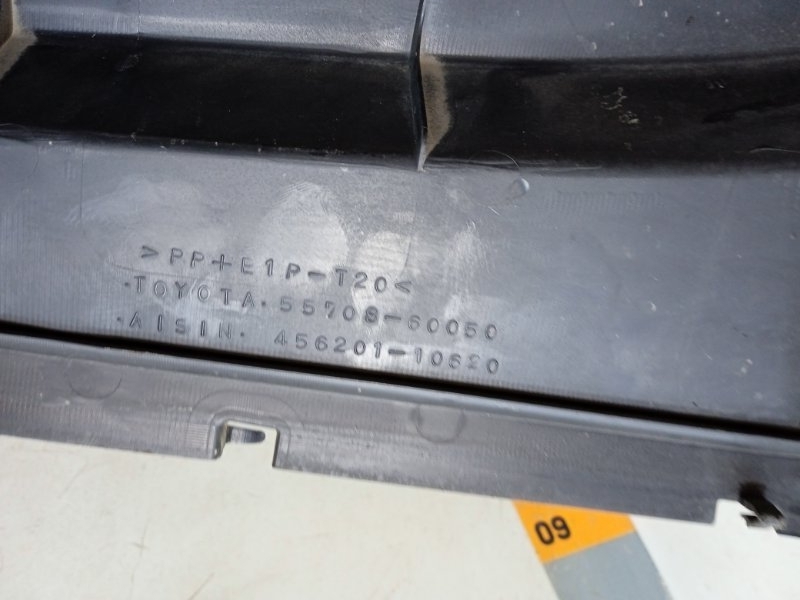 >PP+E1P-T20<
·TOYOTA· 55708-60050
·AISIN· 456201-10620
09